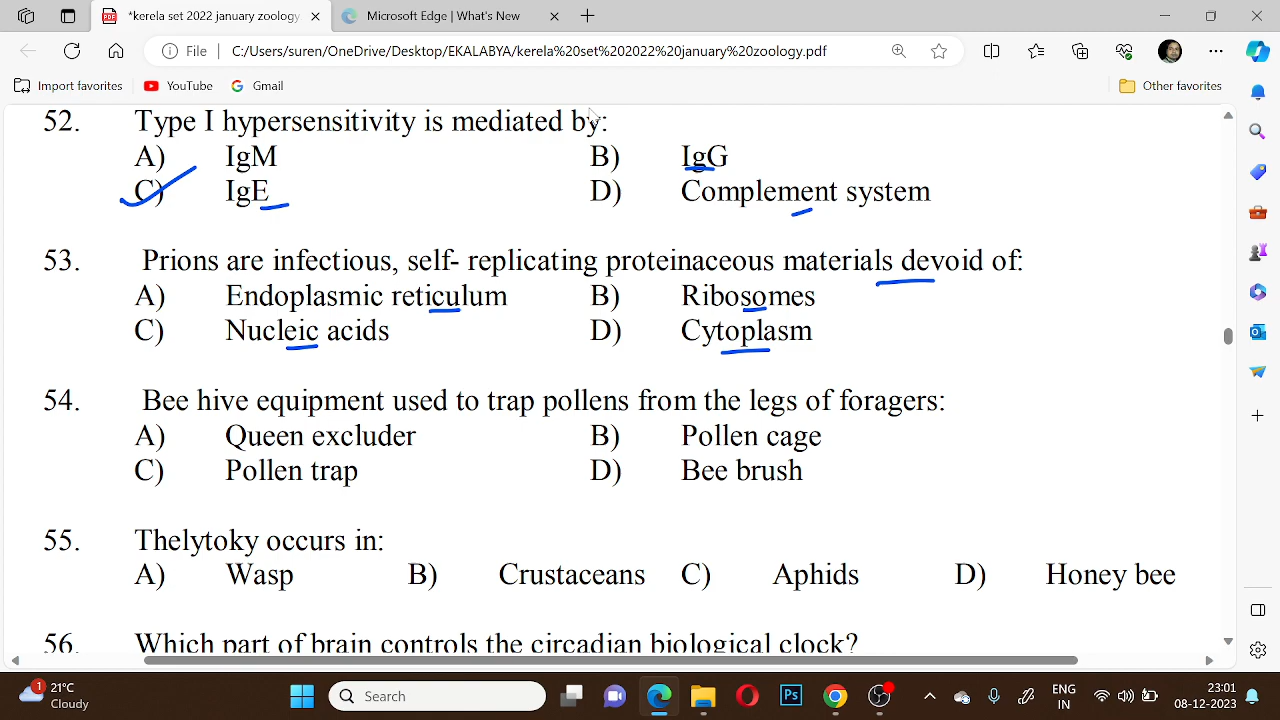 *kerela set 2022 january zoology
Microsoft Edge | What's New
File | C:/Users/suren/OneDrive/Desktop/EKALABYA/kerela%20set%202022%20january%20zoology.pdf
Import favorites YouTube Gmail Other favorites
52. Type I hypersensitivity is mediated by:
A) IgM B) IgG
C) IgE D) Complement system
53. Prions are infectious, self- replicating proteinaceous materials devoid of:
A) Endoplasmic reticulum B) Ribosomes
C) Nucleic acids D) Cytoplasm
54. Bee hive equipment used to trap pollens from the legs of foragers:
A) Queen excluder B) Pollen cage
C) Pollen trap D) Bee brush
55. Thelytoky occurs in:
A) Wasp B) Crustaceans C) Aphids D) Honey bee
56. Which part of brain controls the circadian biological clock?
1 21°C
Cloudy
Search
Ps
ENG
IN
23:01
08-12-2023